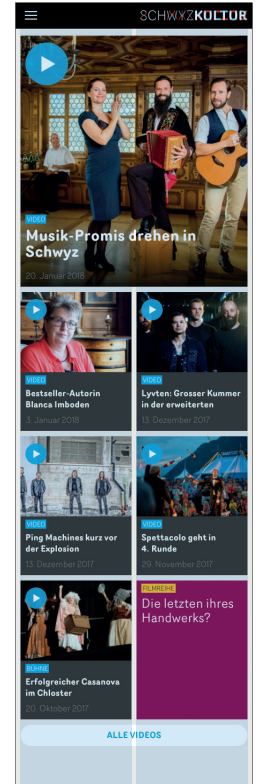 SCHWYZKULTUR
VIDEO
Musik-Promis drehen in
Schwyz
20. Januar 2018
VIDEO
Bestseller-Autorin
Blanca Imboden
3. Januar 2018
VIDEO
Lyvten: Grosser Kummer
in der erweiterten
13. Dezember 2017
VIDEO
Ping Machines kurz vor
der Explosion
13. Dezember 2017
VIDEO
Spettacolo geht in
4. Runde
29. November 2017
BÜHNE
Erfolgreicher Casanova
im Chloster
20. Oktober 2017
FILMREIHE
Die letzten ihres
Handwerks?
ALLE VIDEOS